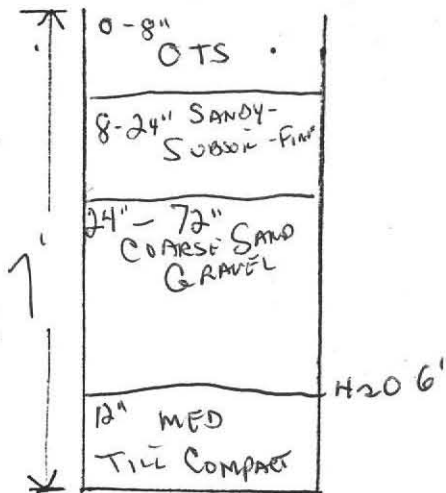 0-8"
OTS
8-24" SANDY-
SUBSOIL-FINE
24" - 72"
COARSE SAND
GRAVEL
7'
H2O 6'
12" MED
TILL COMPACT